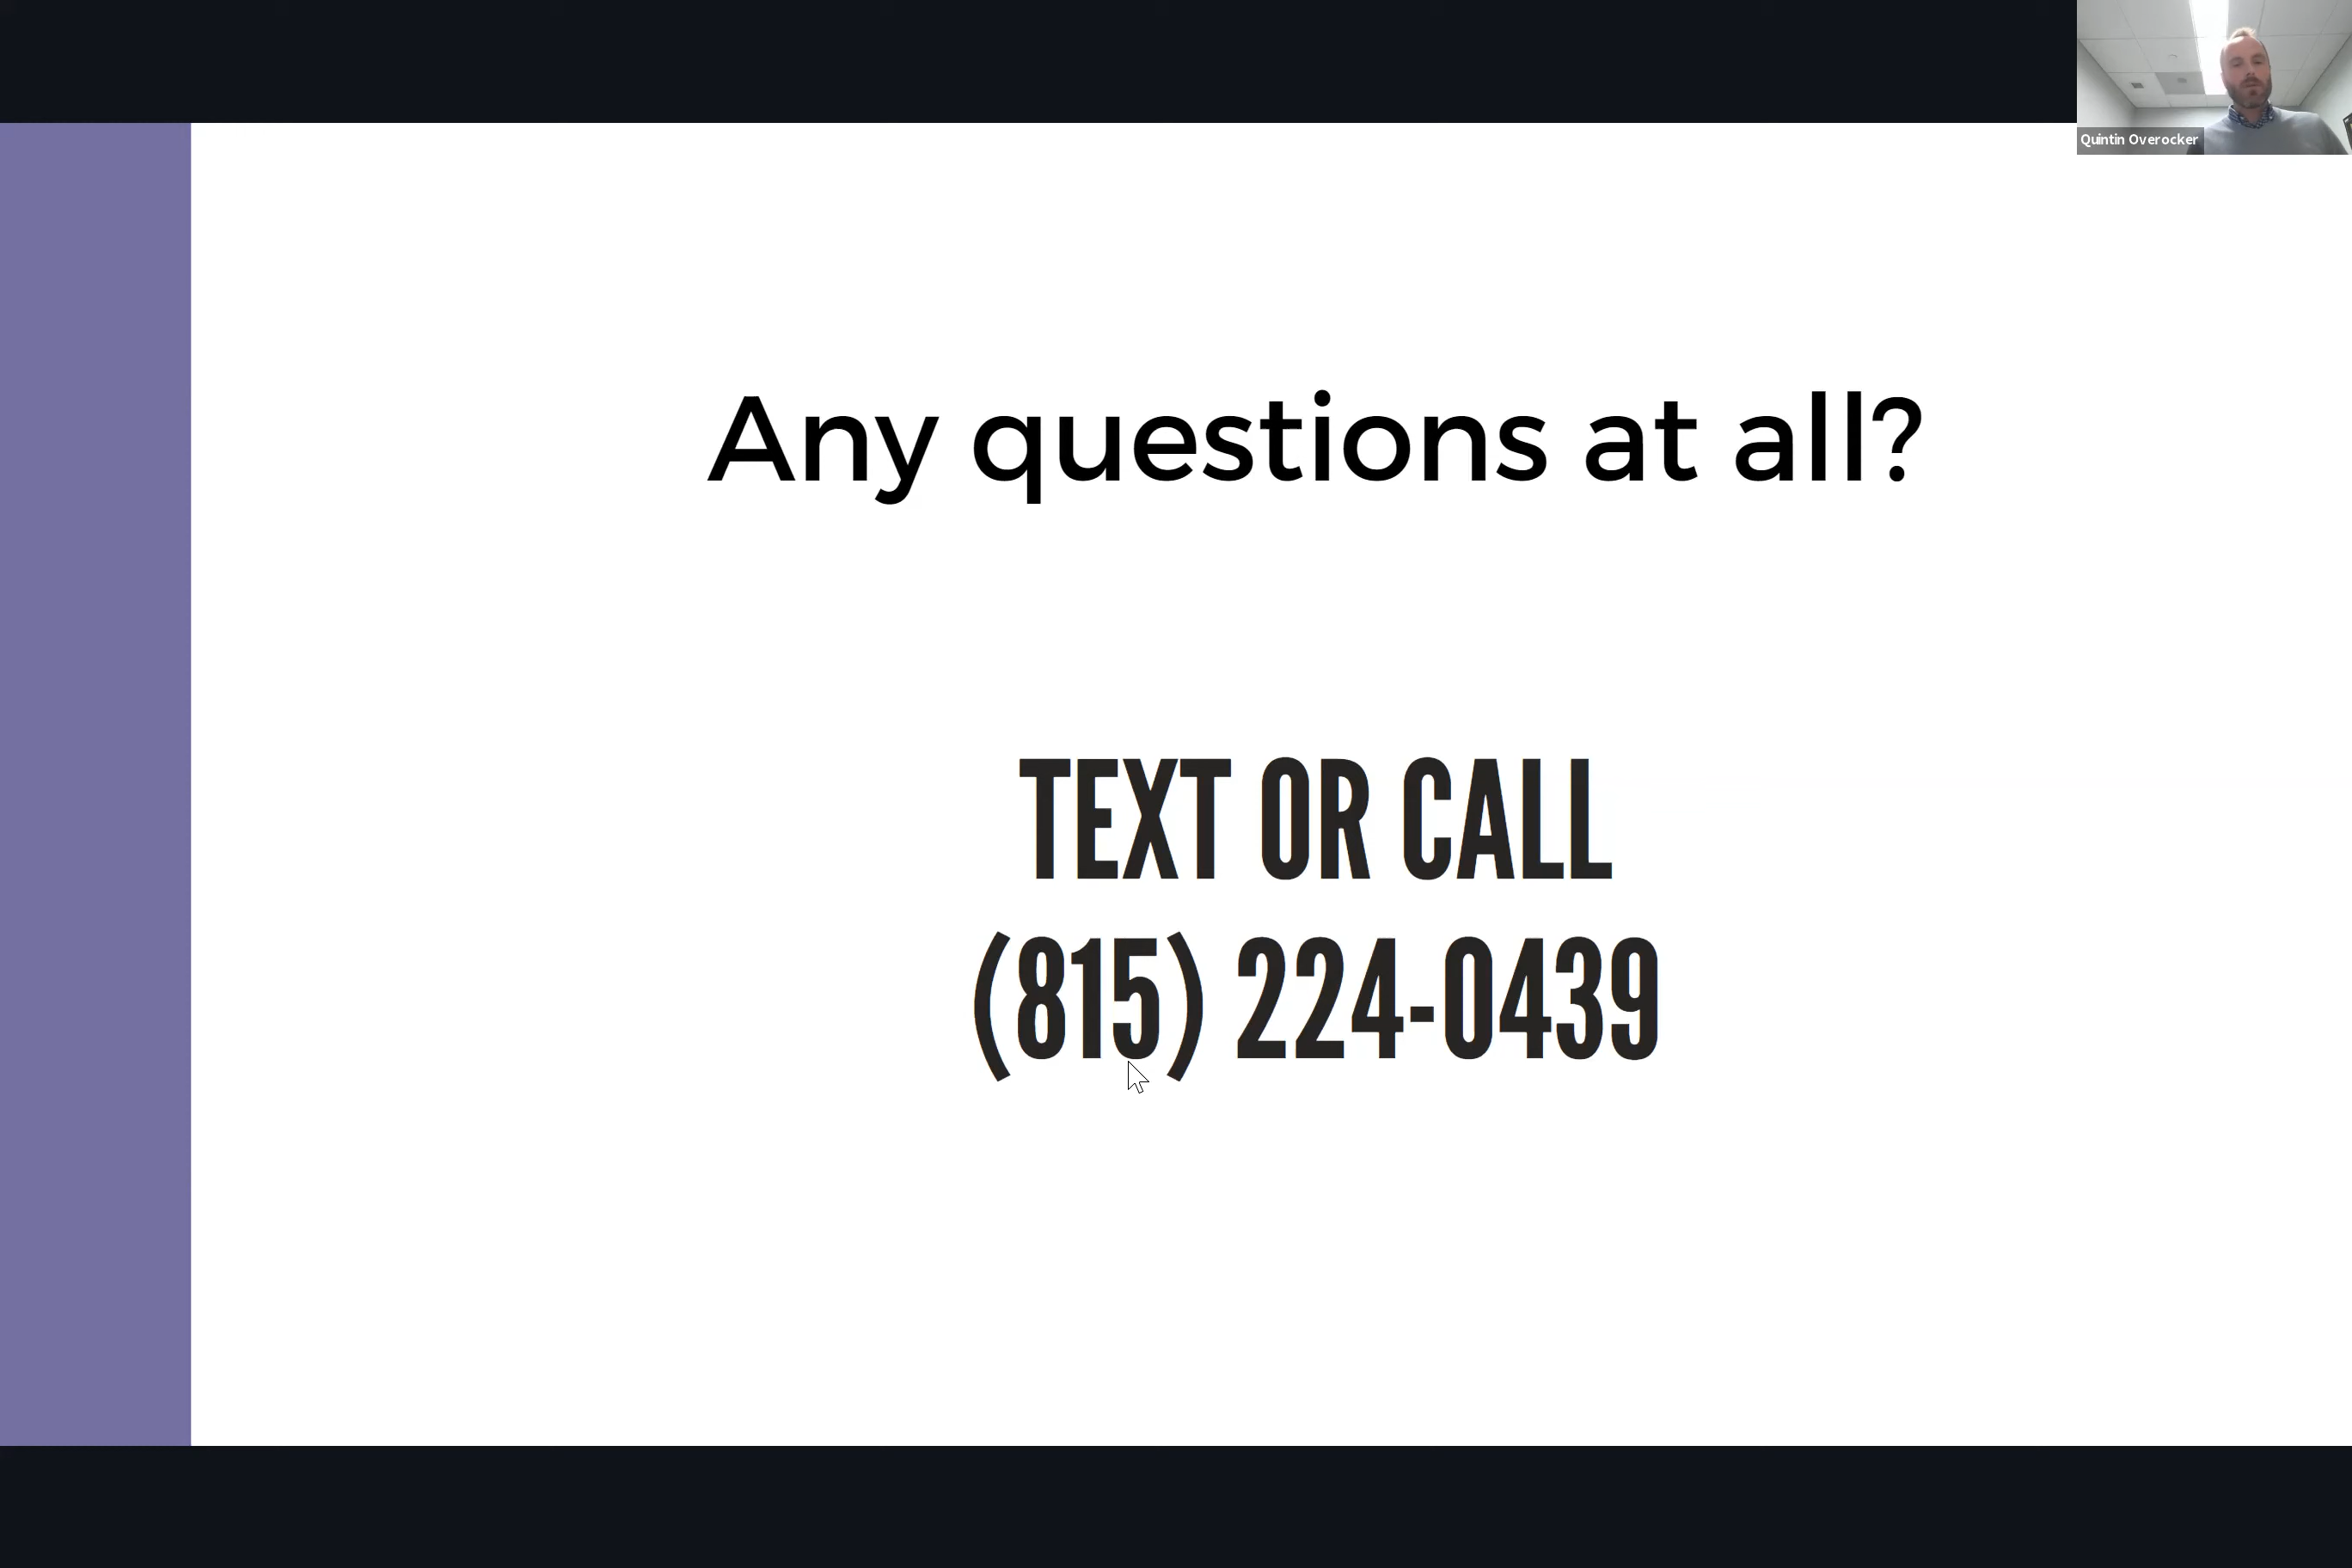 Quintin Overocker
Any questions at all?
TEXT OR CALL
(815) 224-0439